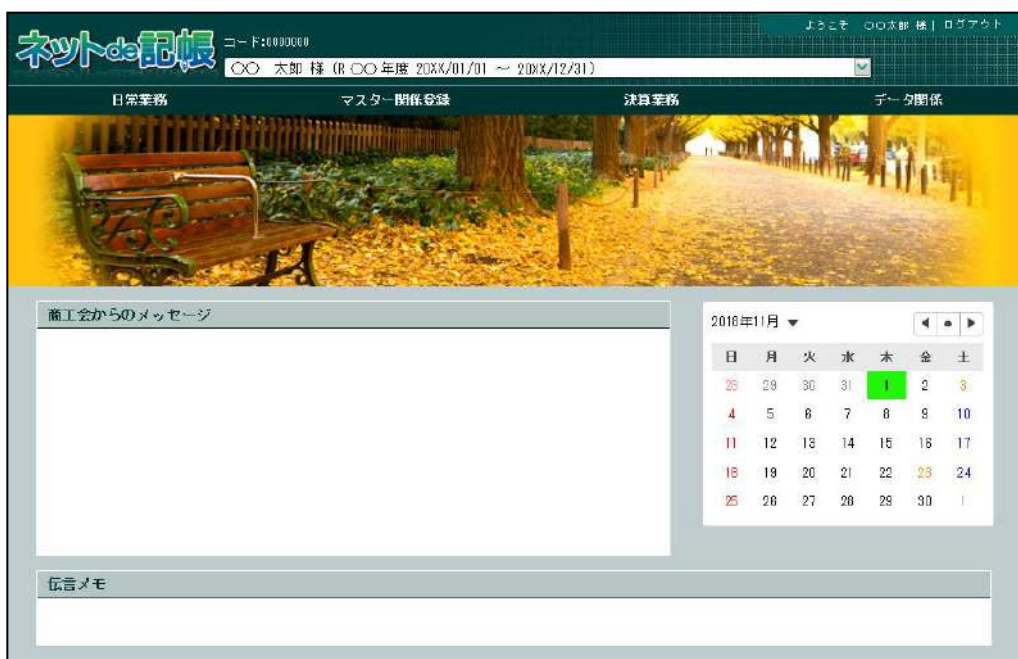 ようこそ 〇〇太郎 様 | ログアウト
ネットde記帳
コード:0000000
〇〇 太郎 様 (R 〇〇 年度 20XX/01/01 ～ 20XX/12/31)
日常業務 マスター関係登録 決算業務 データ関係
商工会からのメッセージ
2018年11月 ▼
日 月 火 水 木 金 土
28 29 30 31 1 2 3
4 5 6 7 8 9 10
11 12 13 14 15 16 17
18 19 20 21 22 23 24
25 26 27 28 29 30 1
伝言メモ